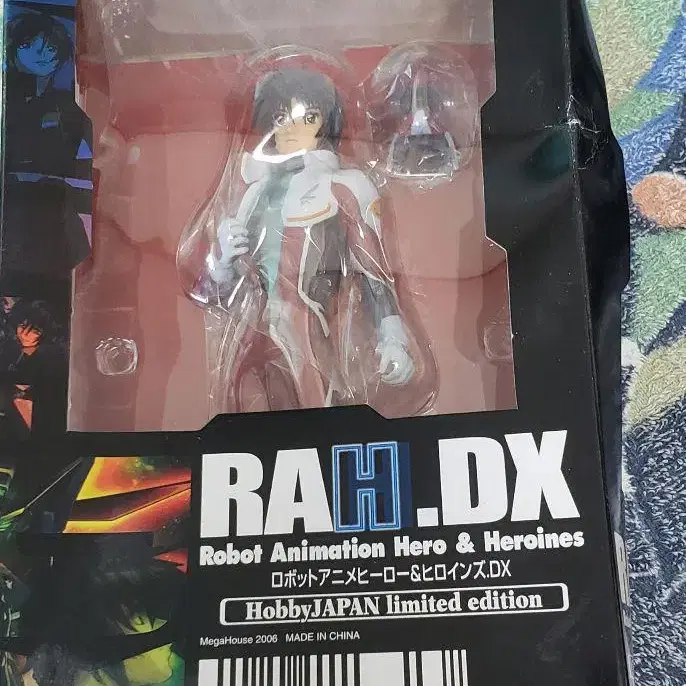 RAH.DX
Robot Animation Hero & Heroines
ロボットアニメヒーロー&ヒロインズ.DX
HobbyJAPAN limited edition
MegaHouse 2006 MADE IN CHINA